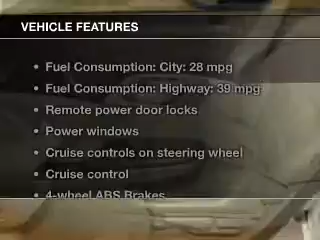 VEHICLE FEATURES
• Fuel Consumption: City: 28 mpg
• Fuel Consumption: Highway: 39 mpg
• Remote power door locks
• Power windows
• Cruise controls on steering wheel
• Cruise control
• 4-wheel ABS Brakes